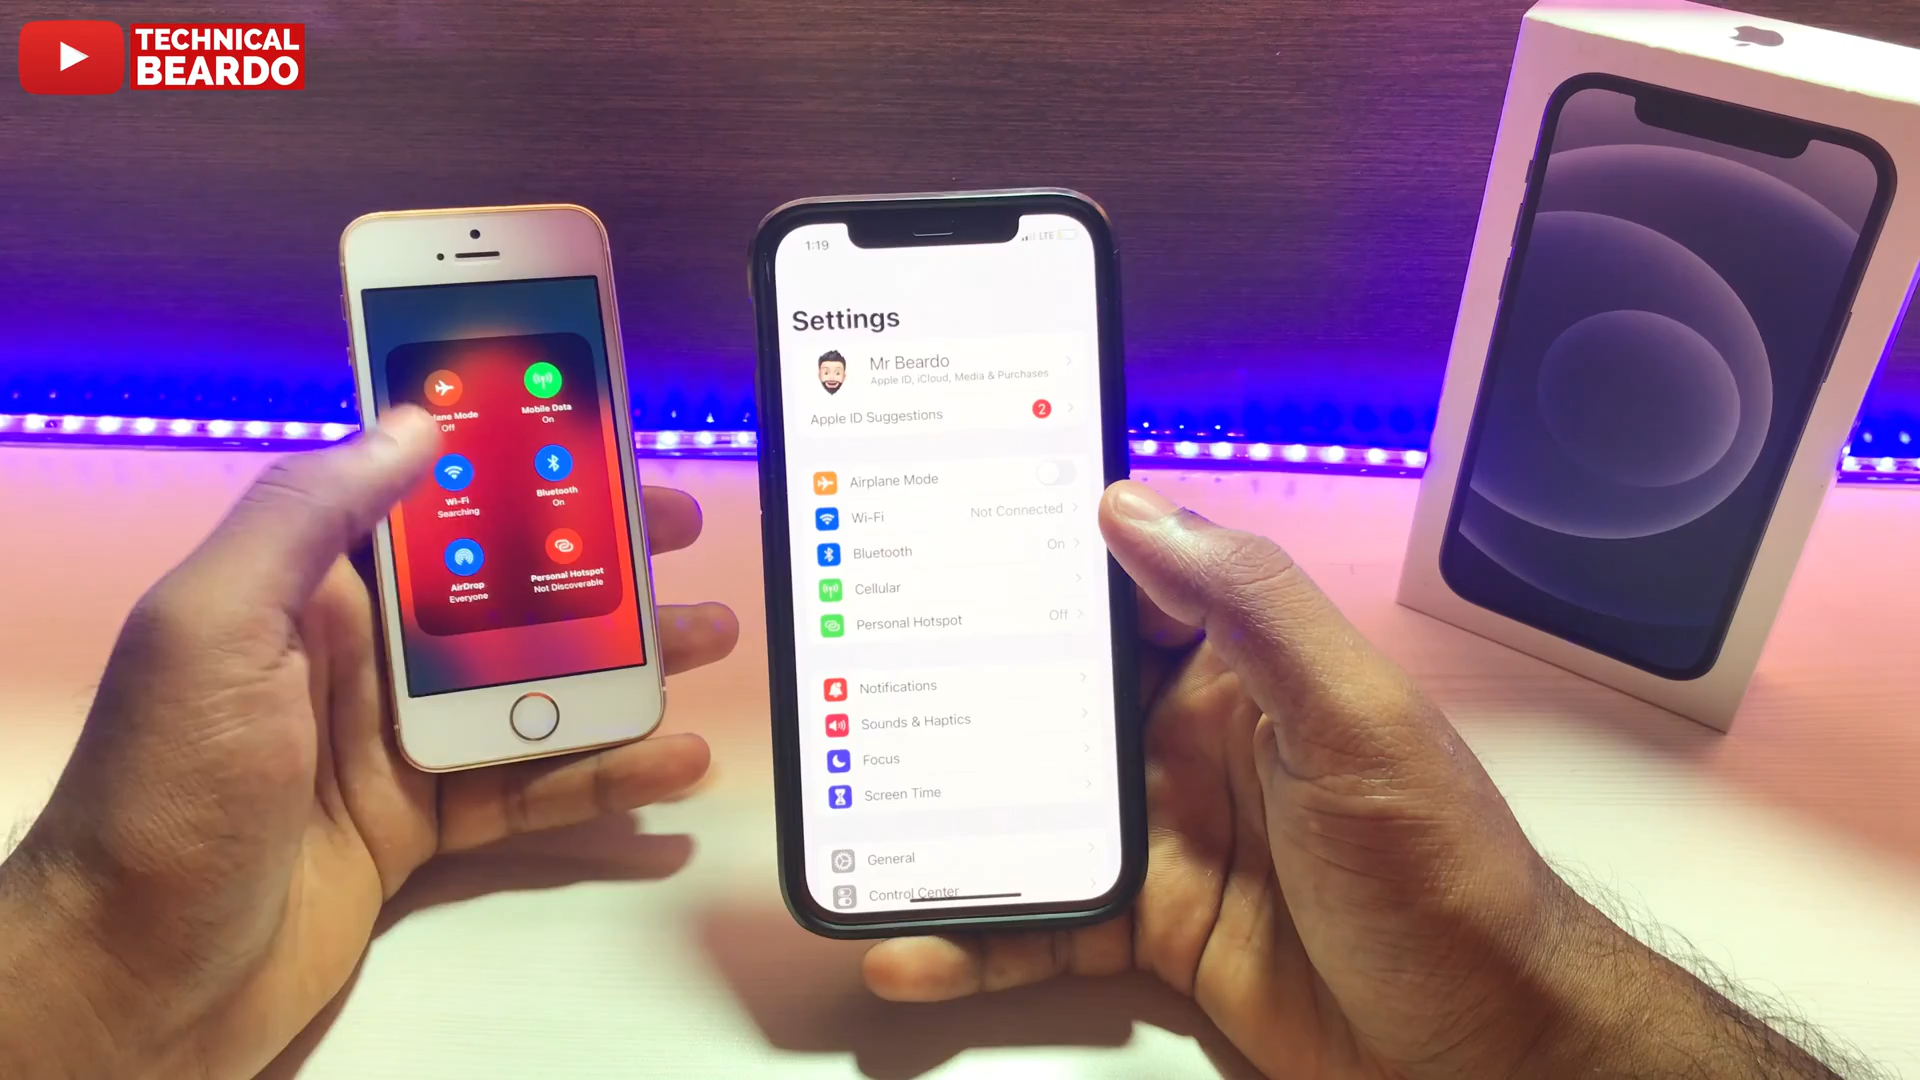 TECHNICAL
BEARDO
Mode
Off
Mobile Data
On
Wi-Fi
Searching
Bluetooth
On
AirDrop
Everyone
Personal Hotspot
Not Discoverable
1:19
LTE
Settings
Mr Beardo
Apple ID, iCloud, Media & Purchases
Apple ID Suggestions 2
Airplane Mode
Wi-Fi Not Connected
Bluetooth On
Cellular
Personal Hotspot Off
Notifications
Sounds & Haptics
Focus
Screen Time
General
Control Center